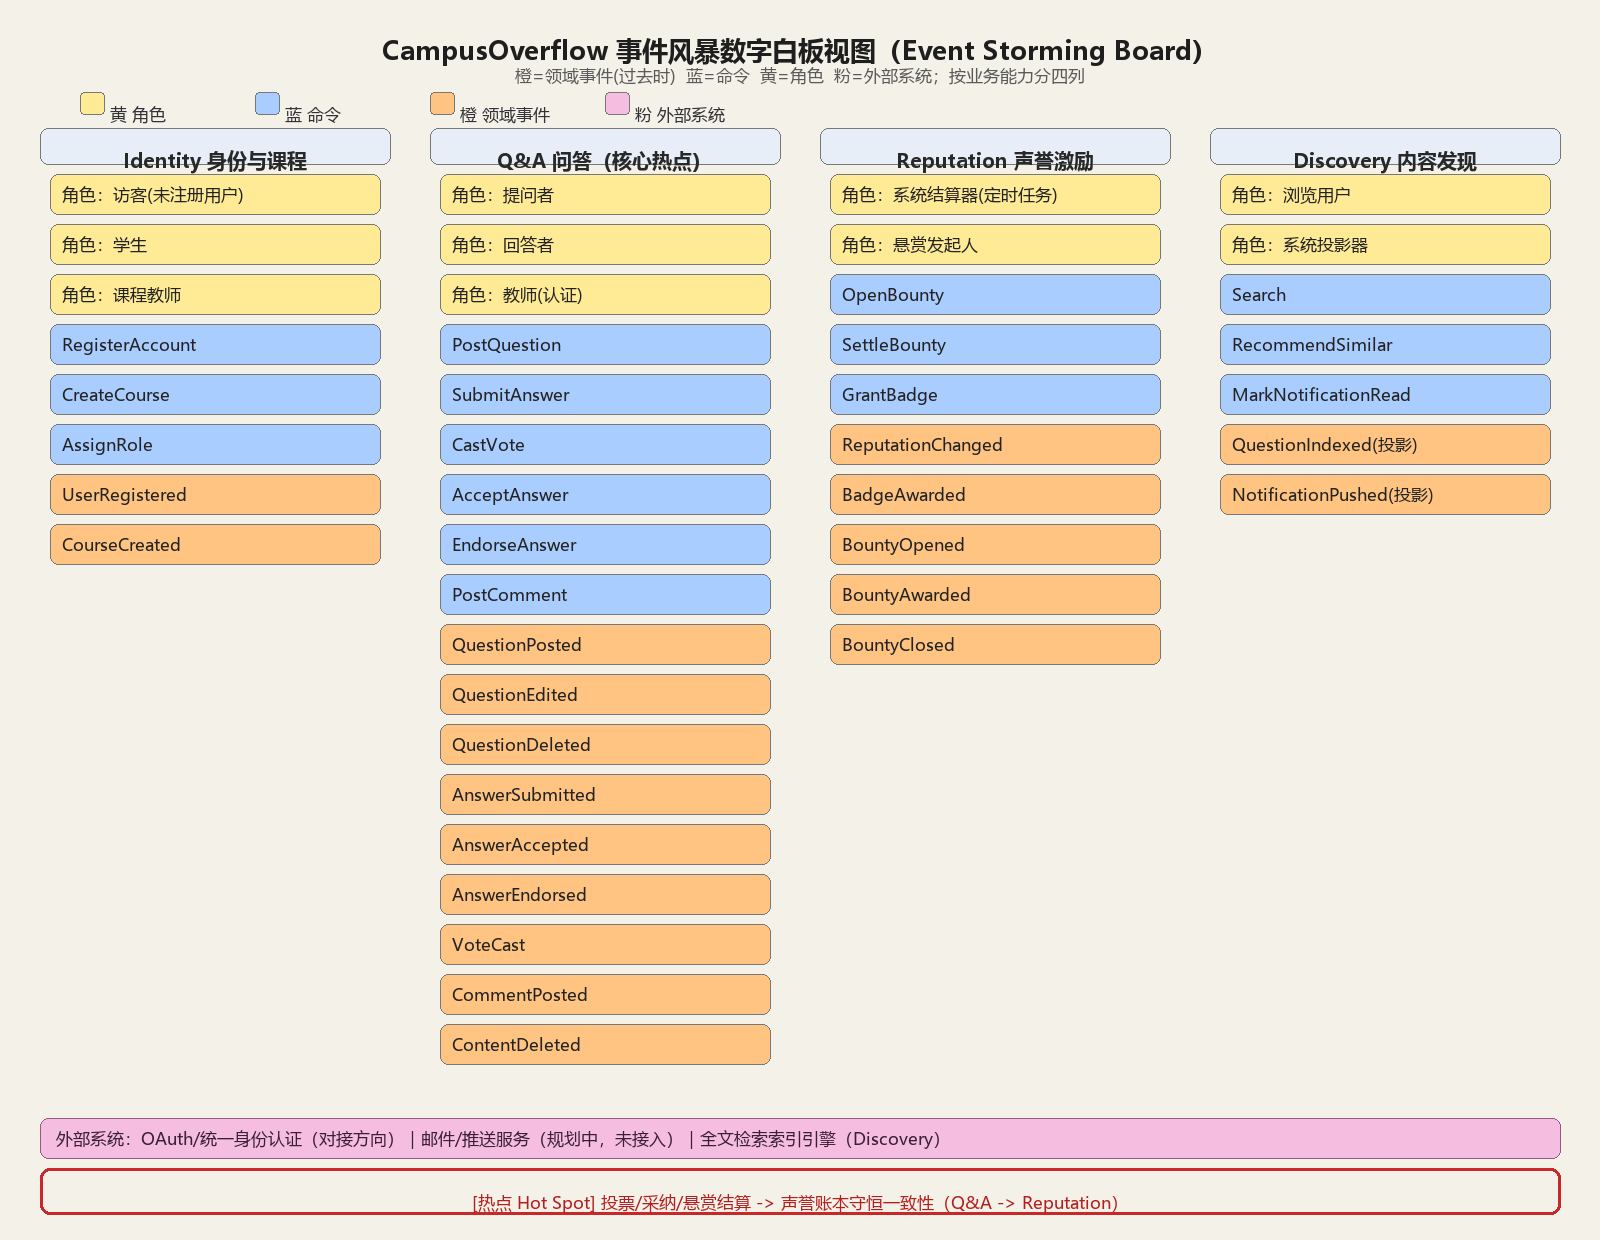 CampusOverflow 事件风暴数字白板视图（Event Storming Board）
橙=领域事件(过去时)  蓝=命令  黄=角色  粉=外部系统；按业务能力分四列
黄 角色
蓝 命令
橙 领域事件
粉 外部系统
Identity 身份与课程
角色：访客(未注册用户)
角色：学生
角色：课程教师
RegisterAccount
CreateCourse
AssignRole
UserRegistered
CourseCreated
Q&A 问答（核心热点）
角色：提问者
角色：回答者
角色：教师(认证)
PostQuestion
SubmitAnswer
CastVote
AcceptAnswer
EndorseAnswer
PostComment
QuestionPosted
QuestionEdited
QuestionDeleted
AnswerSubmitted
AnswerAccepted
AnswerEndorsed
VoteCast
CommentPosted
ContentDeleted
Reputation 声誉激励
角色：系统结算器(定时任务)
角色：悬赏发起人
OpenBounty
SettleBounty
GrantBadge
ReputationChanged
BadgeAwarded
BountyOpened
BountyAwarded
BountyClosed
Discovery 内容发现
角色：浏览用户
角色：系统投影器
Search
RecommendSimilar
MarkNotificationRead
QuestionIndexed(投影)
NotificationPushed(投影)
外部系统：OAuth/统一身份认证（对接方向） | 邮件/推送服务（规划中，未接入） | 全文检索索引引擎（Discovery）
[热点 Hot Spot] 投票/采纳/悬赏结算 -> 声誉账本守恒一致性（Q&A -> Reputation）